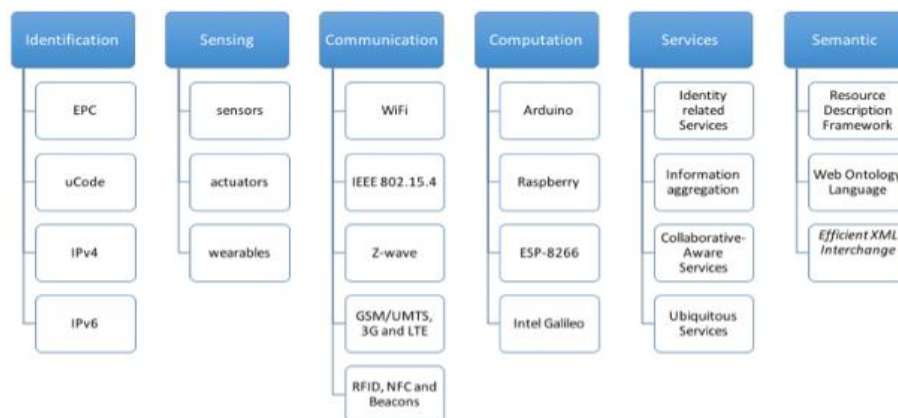 Identification
EPC
uCode
IPv4
IPv6
Sensing
sensors
actuators
wearables
Communication
WiFi
IEEE 802.15.4
Z-wave
GSM/UMTS,
3G and LTE
RFID, NFC and
Beacons
Computation
Arduino
Raspberry
ESP-8266
Intel Galileo
Services
Identity
related
Services
Information
aggregation
Collaborative-
Aware
Services
Ubiquitous
Services
Semantic
Resource
Description
Framework
Web Ontology
Language
Efficient XML
Interchange